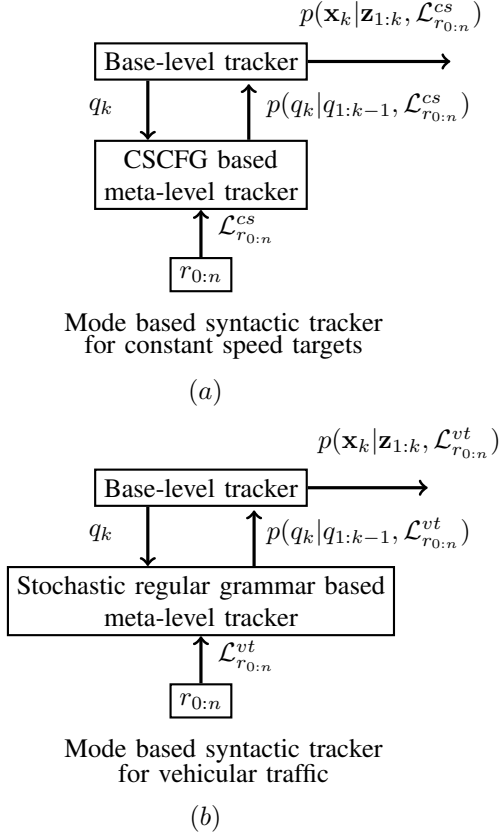 p(𝐱_k|𝐳_{1:k}, ℒ^{cs}_{r_{0:n}})
Base-level tracker
q_k
p(q_k|q_{1:k−1}, ℒ^{cs}_{r_{0:n}})
CSCFG based
meta-level tracker
ℒ^{cs}_{r_{0:n}}
r_{0:n}
Mode based syntactic tracker
for constant speed targets
(a)
p(𝐱_k|𝐳_{1:k}, ℒ^{vt}_{r_{0:n}})
Base-level tracker
q_k
p(q_k|q_{1:k−1}, ℒ^{vt}_{r_{0:n}})
Stochastic regular grammar based
meta-level tracker
ℒ^{vt}_{r_{0:n}}
r_{0:n}
Mode based syntactic tracker
for vehicular traffic
(b)